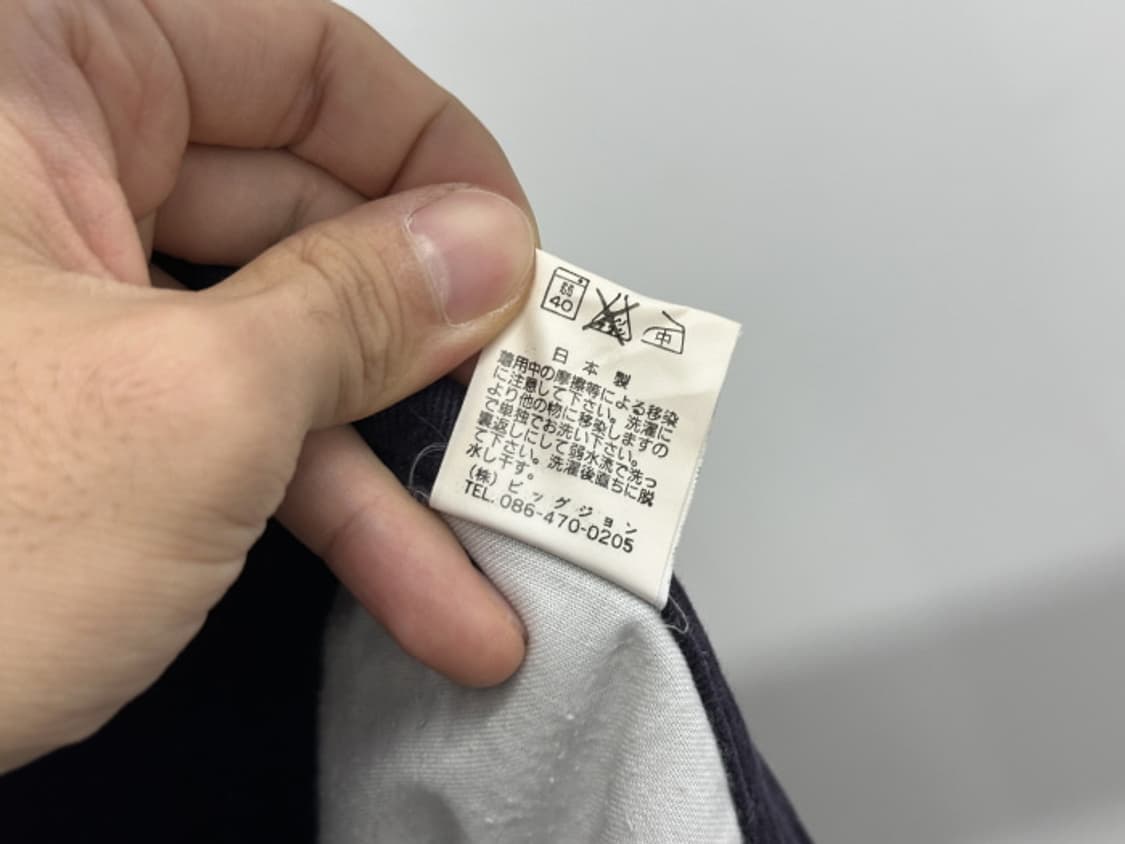 弱
40
中
日本製
着用中の摩擦等による移染
に注意して下さい。洗濯に
より他の物に移染しますの
で単独でお洗い下さい。
裏返しにして弱水流で洗っ
て下さい。洗濯後直ちに脱
水し干す。
(株)ビッグジョン
TEL. 086-470-0205